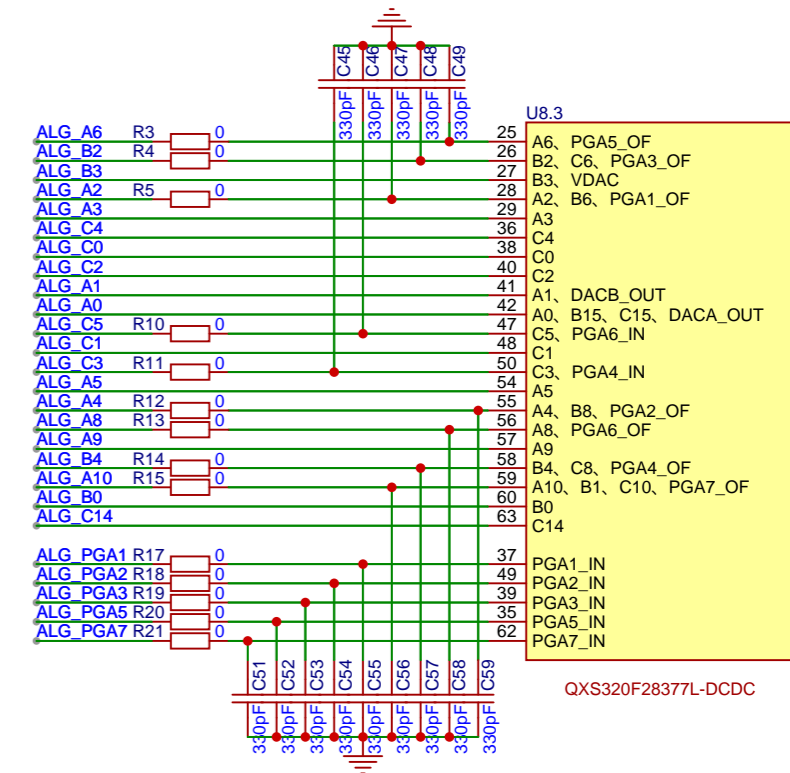 C45 C46 C47 C48 C49
330pF 330pF 330pF 330pF 330pF
U8.3
ALG_A6 R3 0 25 A6、PGA5_OF
ALG_B2 R4 0 26 B2、C6、PGA3_OF
ALG_B3 27 B3、VDAC
ALG_A2 R5 0 28 A2、B6、PGA1_OF
ALG_A3 29 A3
ALG_C4 36 C4
ALG_C0 38 C0
ALG_C2 40 C2
ALG_A1 41 A1、DACB_OUT
ALG_A0 42 A0、B15、C15、DACA_OUT
ALG_C5 R10 0 47 C5、PGA6_IN
ALG_C1 48 C1
ALG_C3 R11 0 50 C3、PGA4_IN
ALG_A5 54 A5
ALG_A4 R12 0 55 A4、B8、PGA2_OF
ALG_A8 R13 0 56 A8、PGA6_OF
ALG_A9 57 A9
ALG_B4 R14 0 58 B4、C8、PGA4_OF
ALG_A10 R15 0 59 A10、B1、C10、PGA7_OF
ALG_B0 60 B0
ALG_C14 63 C14
ALG_PGA1 R17 0 37 PGA1_IN
ALG_PGA2 R18 0 49 PGA2_IN
ALG_PGA3 R19 0 39 PGA3_IN
ALG_PGA5 R20 0 35 PGA5_IN
ALG_PGA7 R21 0 62 PGA7_IN
C51 C52 C53 C54 C55 C56 C57 C58 C59
330pF 330pF 330pF 330pF 330pF 330pF 330pF 330pF 330pF
QXS320F28377L-DCDC